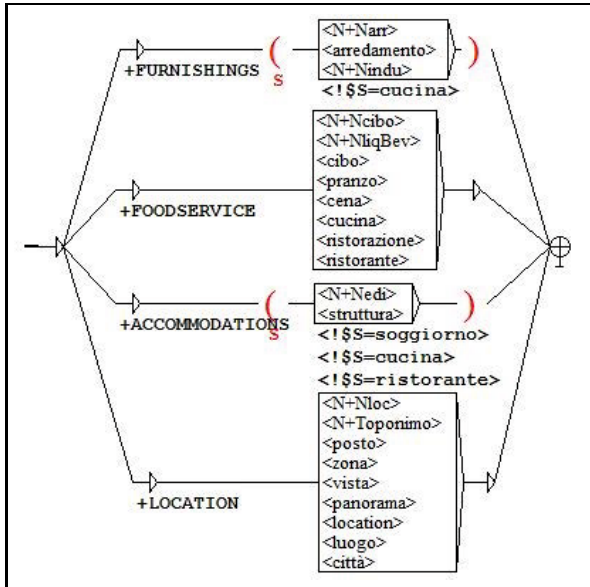 <N+Narr>
<arredamento>
<N+Nindu>
( )
S
+FURNISHINGS
<!$S=cucina>
<N+Ncibo>
<N+NliqBev>
<cibo>
<pranzo>
<cena>
<cucina>
<ristorazione>
<ristorante>
+FOODSERVICE
<N+Nedi>
<struttura>
( )
S
+ACCOMMODATIONS
<!$S=soggiorno>
<!$S=cucina>
<!$S=ristorante>
<N+Nloc>
<N+Toponimo>
<posto>
<zona>
<vista>
<panorama>
<location>
<luogo>
<città>
+LOCATION